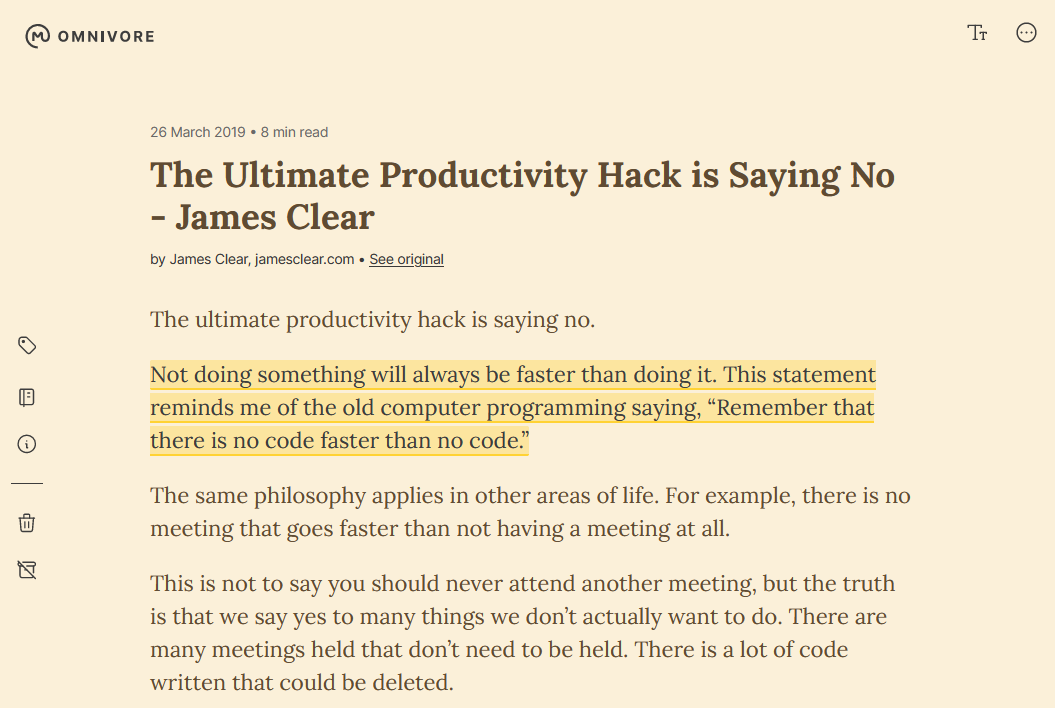 OMNIVORE
Tт
26 March 2019 • 8 min read
The Ultimate Productivity Hack is Saying No
- James Clear
by James Clear, jamesclear.com • See original
The ultimate productivity hack is saying no.
Not doing something will always be faster than doing it. This statement
reminds me of the old computer programming saying, “Remember that
there is no code faster than no code.”
The same philosophy applies in other areas of life. For example, there is no
meeting that goes faster than not having a meeting at all.
This is not to say you should never attend another meeting, but the truth
is that we say yes to many things we don’t actually want to do. There are
many meetings held that don’t need to be held. There is a lot of code
written that could be deleted.